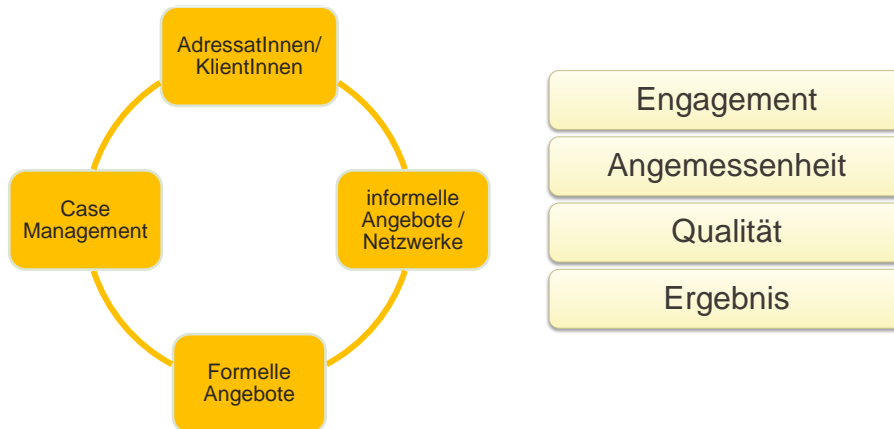 AdressatInnen/
KlientInnen
Case
Management
informelle
Angebote /
Netzwerke
Formelle
Angebote
Engagement
Angemessenheit
Qualität
Ergebnis